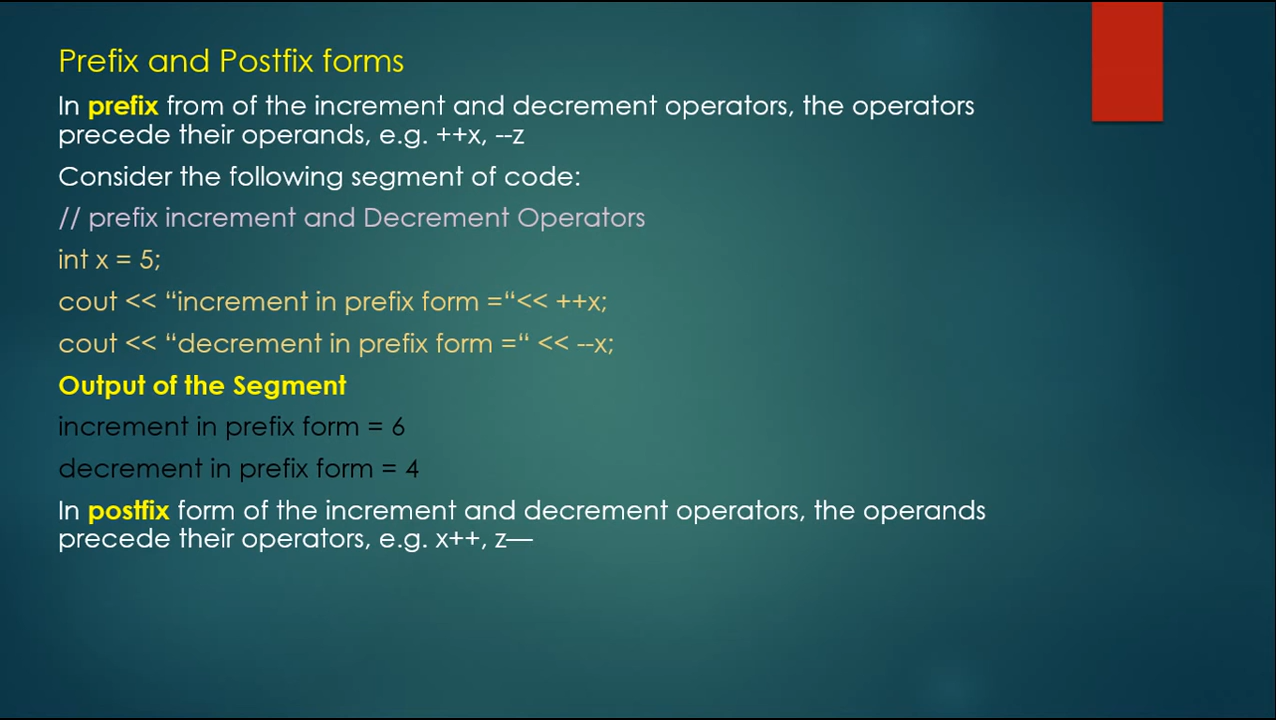 Prefix and Postfix forms
In prefix from of the increment and decrement operators, the operators
precede their operands, e.g. ++x, --z
Consider the following segment of code:
// prefix increment and Decrement Operators
int x = 5;
cout << “increment in prefix form =“<< ++x;
cout << “decrement in prefix form =“ << --x;
Output of the Segment
increment in prefix form = 6
decrement in prefix form = 4
In postfix form of the increment and decrement operators, the operands
precede their operators, e.g. x++, z—